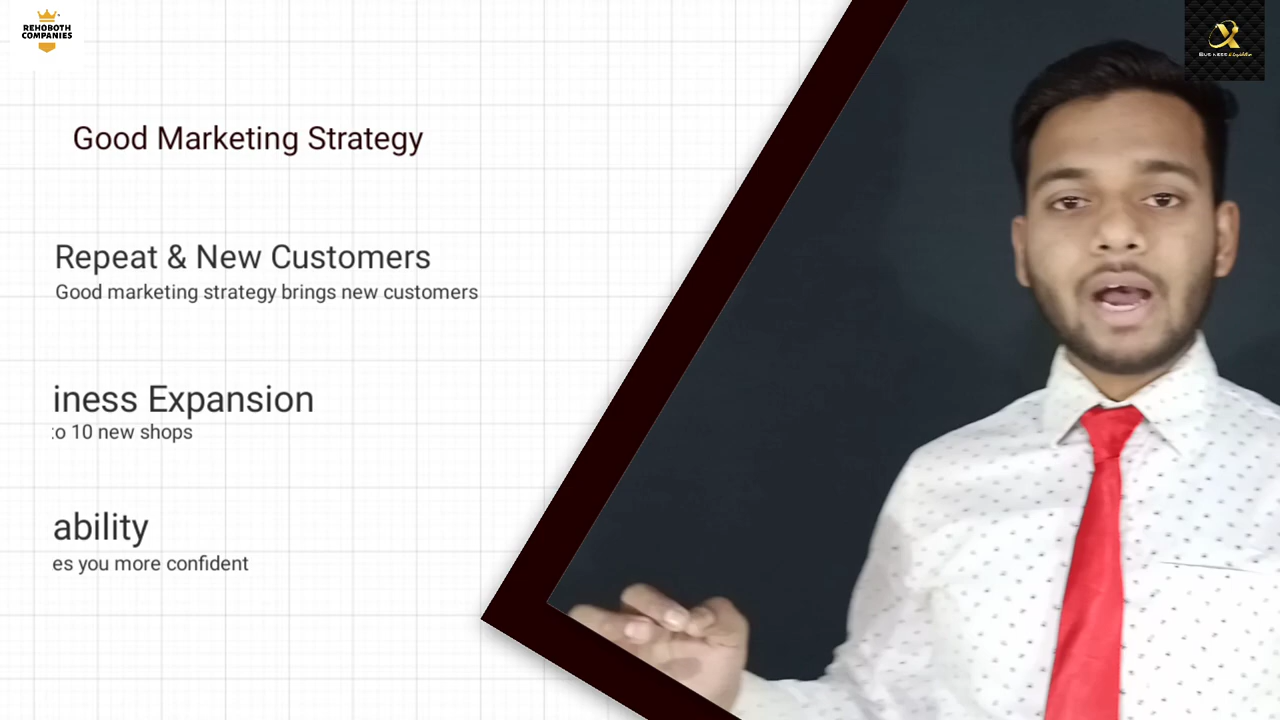 REHOBOTH
COMPANIES
Good Marketing Strategy
Repeat & New Customers
Good marketing strategy brings new customers
iness Expansion
to 10 new shops
ability
es you more confident